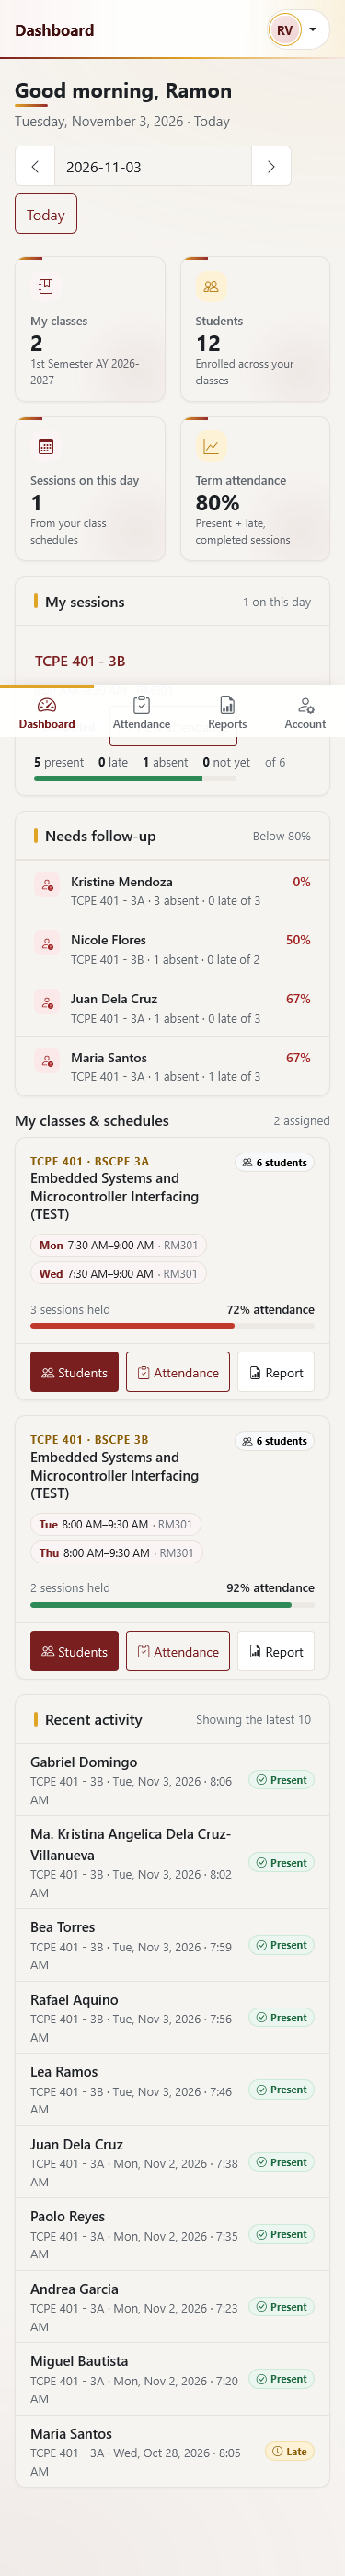 Dashboard
RV
Good morning, Ramon
Tuesday, November 3, 2026 · Today
2026-11-03
Today
My classes
2
1st Semester AY 2026-
2027
Students
12
Enrolled across your
classes
Sessions on this day
1
From your class
schedules
Term attendance
80%
Present + late,
completed sessions
My sessions
1 on this day
TCPE 401 - 3B
Dashboard
Attendance
Reports
Account
5 present 0 late 1 absent 0 not yet of 6
Needs follow-up
Below 80%
Kristine Mendoza
0%
TCPE 401 - 3A · 3 absent · 0 late of 3
Nicole Flores
50%
TCPE 401 - 3B · 1 absent · 0 late of 2
Juan Dela Cruz
67%
TCPE 401 - 3A · 1 absent · 0 late of 3
Maria Santos
67%
TCPE 401 - 3A · 1 absent · 1 late of 3
My classes & schedules
2 assigned
TCPE 401 · BSCPE 3A
6 students
Embedded Systems and
Microcontroller Interfacing
(TEST)
Mon 7:30 AM–9:00 AM · RM301
Wed 7:30 AM–9:00 AM · RM301
3 sessions held
72% attendance
Students
Attendance
Report
TCPE 401 · BSCPE 3B
6 students
Embedded Systems and
Microcontroller Interfacing
(TEST)
Tue 8:00 AM–9:30 AM · RM301
Thu 8:00 AM–9:30 AM · RM301
2 sessions held
92% attendance
Students
Attendance
Report
Recent activity
Showing the latest 10
Gabriel Domingo
TCPE 401 - 3B · Tue, Nov 3, 2026 · 8:06
AM
Present
Ma. Kristina Angelica Dela Cruz-
Villanueva
TCPE 401 - 3B · Tue, Nov 3, 2026 · 8:02
AM
Present
Bea Torres
TCPE 401 - 3B · Tue, Nov 3, 2026 · 7:59
AM
Present
Rafael Aquino
TCPE 401 - 3B · Tue, Nov 3, 2026 · 7:56
AM
Present
Lea Ramos
TCPE 401 - 3B · Tue, Nov 3, 2026 · 7:46
AM
Present
Juan Dela Cruz
TCPE 401 - 3A · Mon, Nov 2, 2026 · 7:38
AM
Present
Paolo Reyes
TCPE 401 - 3A · Mon, Nov 2, 2026 · 7:35
AM
Present
Andrea Garcia
TCPE 401 - 3A · Mon, Nov 2, 2026 · 7:23
AM
Present
Miguel Bautista
TCPE 401 - 3A · Mon, Nov 2, 2026 · 7:20
AM
Present
Maria Santos
TCPE 401 - 3A · Wed, Oct 28, 2026 · 8:05
AM
Late